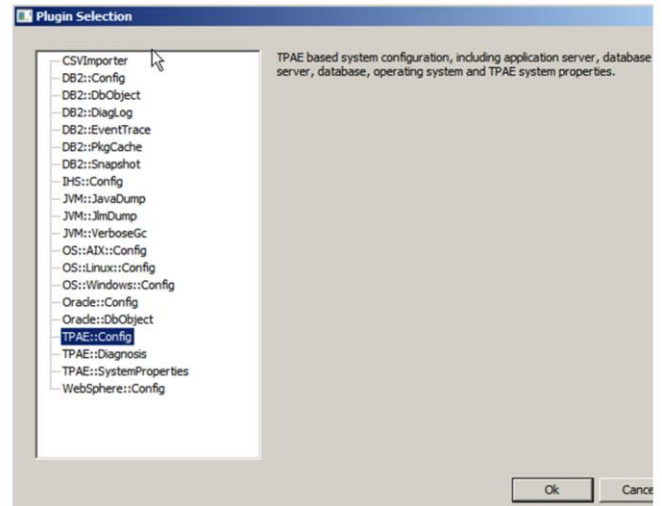 Plugin Selection
CSVImporter
DB2::Config
DB2::DbObject
DB2::DiagLog
DB2::EventTrace
DB2::PkgCache
DB2::Snapshot
IHS::Config
JVM::JavaDump
JVM::JlmDump
JVM::VerboseGc
OS::AIX::Config
OS::Linux::Config
OS::Windows::Config
Oracle::Config
Oracle::DbObject
TPAE::Config
TPAE::Diagnosis
TPAE::SystemProperties
WebSphere::Config
TPAE based system configuration, including application server, database
server, database, operating system and TPAE system properties.
Ok
Cance